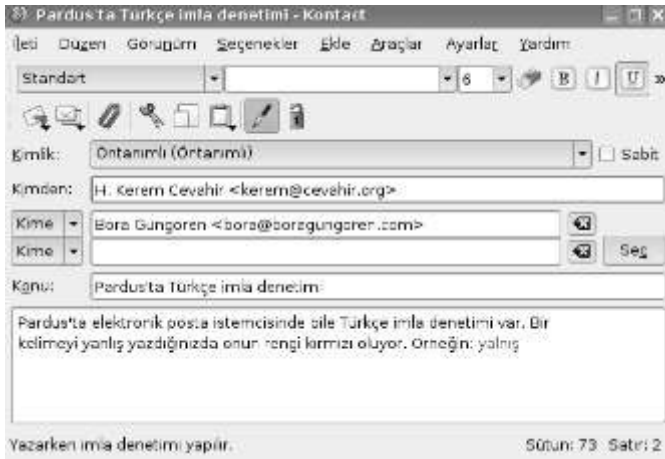 Pardus'ta Türkçe imla denetimi - Kontact
İleti Düzen Görünüm Seçenekler Ekle Araçlar Ayarlar Yardım
Standart 6 B I U »
Kimlik: Öntanımlı (Öntanımlı) Sabit
Kimden: H. Kerem Cevahir <kerem@cevahir.org>
Kime Bora Gungoren <bora@boragungoren.com>
Kime Seç
Konu: Pardus'ta Türkçe imla denetimi
Pardus'ta elektronik posta istemcisinde bile Türkçe imla denetimi var. Bir
kelimeyi yanlış yazdığınızda onun rengi kırmızı oluyor. Örneğin: yalnış
Yazarken imla denetimi yapılır. Sütun: 73 Satır: 2